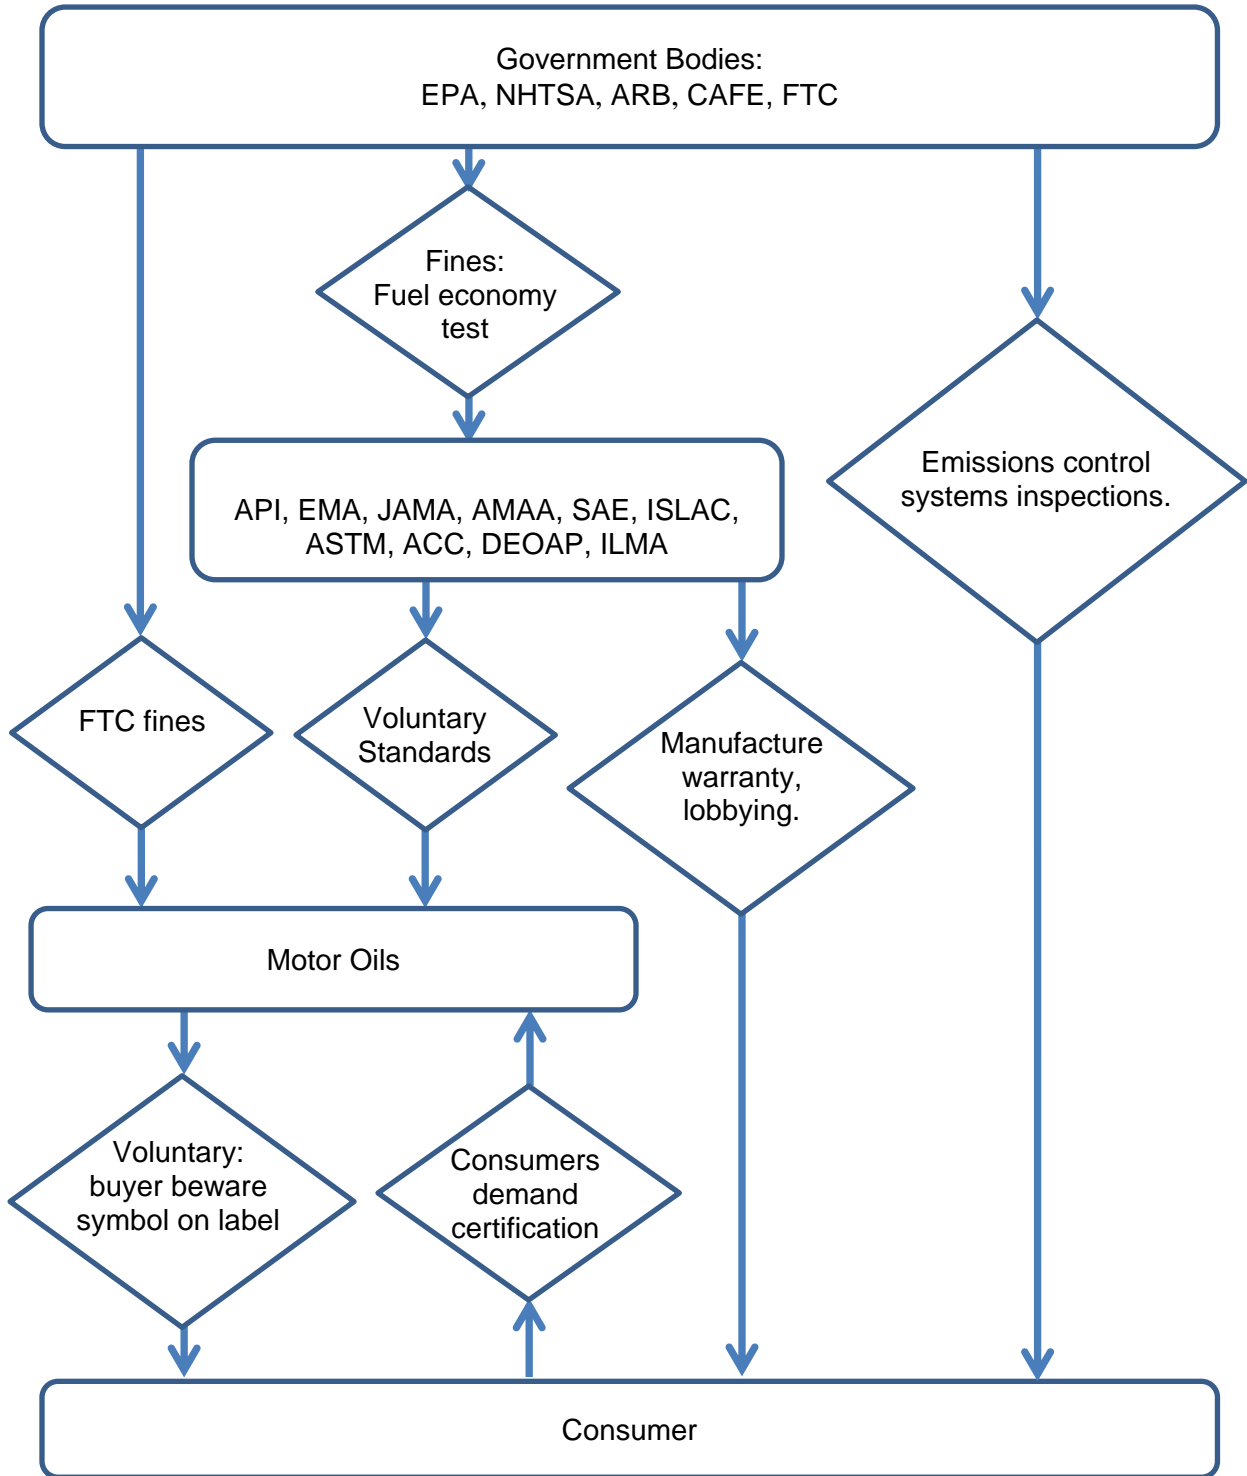 Government Bodies:
EPA, NHTSA, ARB, CAFE, FTC
Fines:
Fuel economy
test
API, EMA, JAMA, AMAA, SAE, ISLAC,
ASTM, ACC, DEOAP, ILMA
Emissions control
systems inspections.
FTC fines
Voluntary
Standards
Manufacture
warranty,
lobbying.
Motor Oils
Voluntary:
buyer beware
symbol on label
Consumers
demand
certification
Consumer